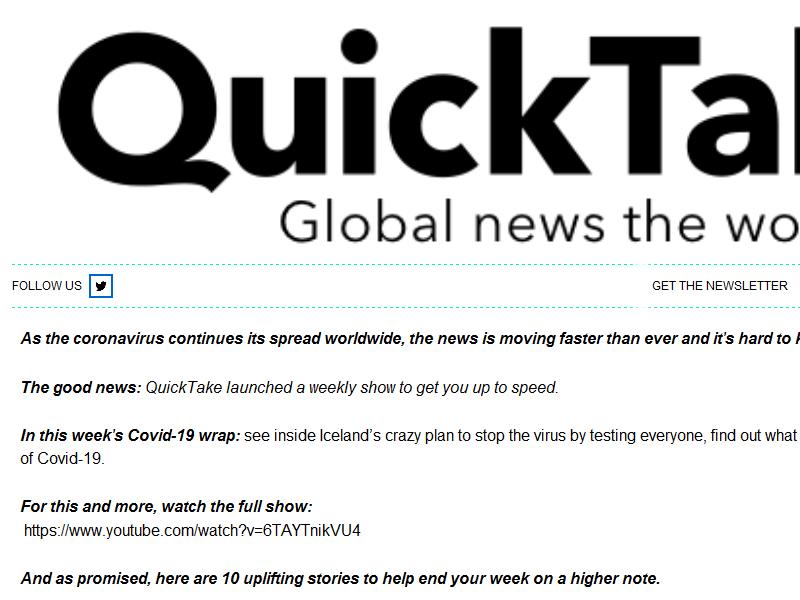 QuickTa
Global news the wo
FOLLOW US
GET THE NEWSLETTER
As the coronavirus continues its spread worldwide, the news is moving faster than ever and it's hard to
The good news: QuickTake launched a weekly show to get you up to speed.
In this week's Covid-19 wrap: see inside Iceland's crazy plan to stop the virus by testing everyone, find out what
of Covid-19.
For this and more, watch the full show:
https://www.youtube.com/watch?v=6TAYTnikVU4
And as promised, here are 10 uplifting stories to help end your week on a higher note.